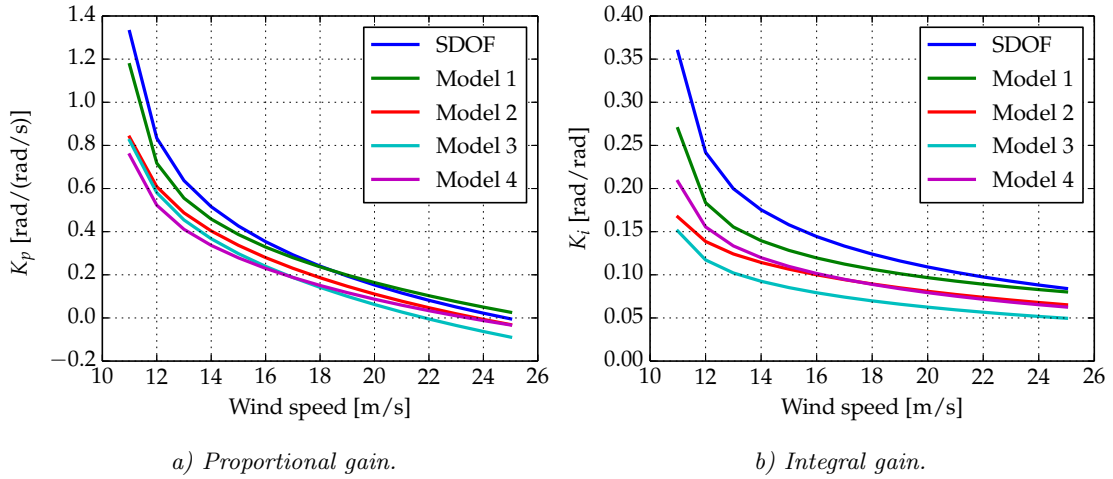 1.4
1.2
1.0
0.8
0.6
0.4
0.2
0.0
−0.2
10 12 14 16 18 20 22 24 26
Wind speed [m/s]
K_p [rad/(rad/s)]
SDOF
Model 1
Model 2
Model 3
Model 4
a) Proportional gain.
0.40
0.35
0.30
0.25
0.20
0.15
0.10
0.05
0.00
10 12 14 16 18 20 22 24 26
Wind speed [m/s]
K_i [rad/rad]
SDOF
Model 1
Model 2
Model 3
Model 4
b) Integral gain.